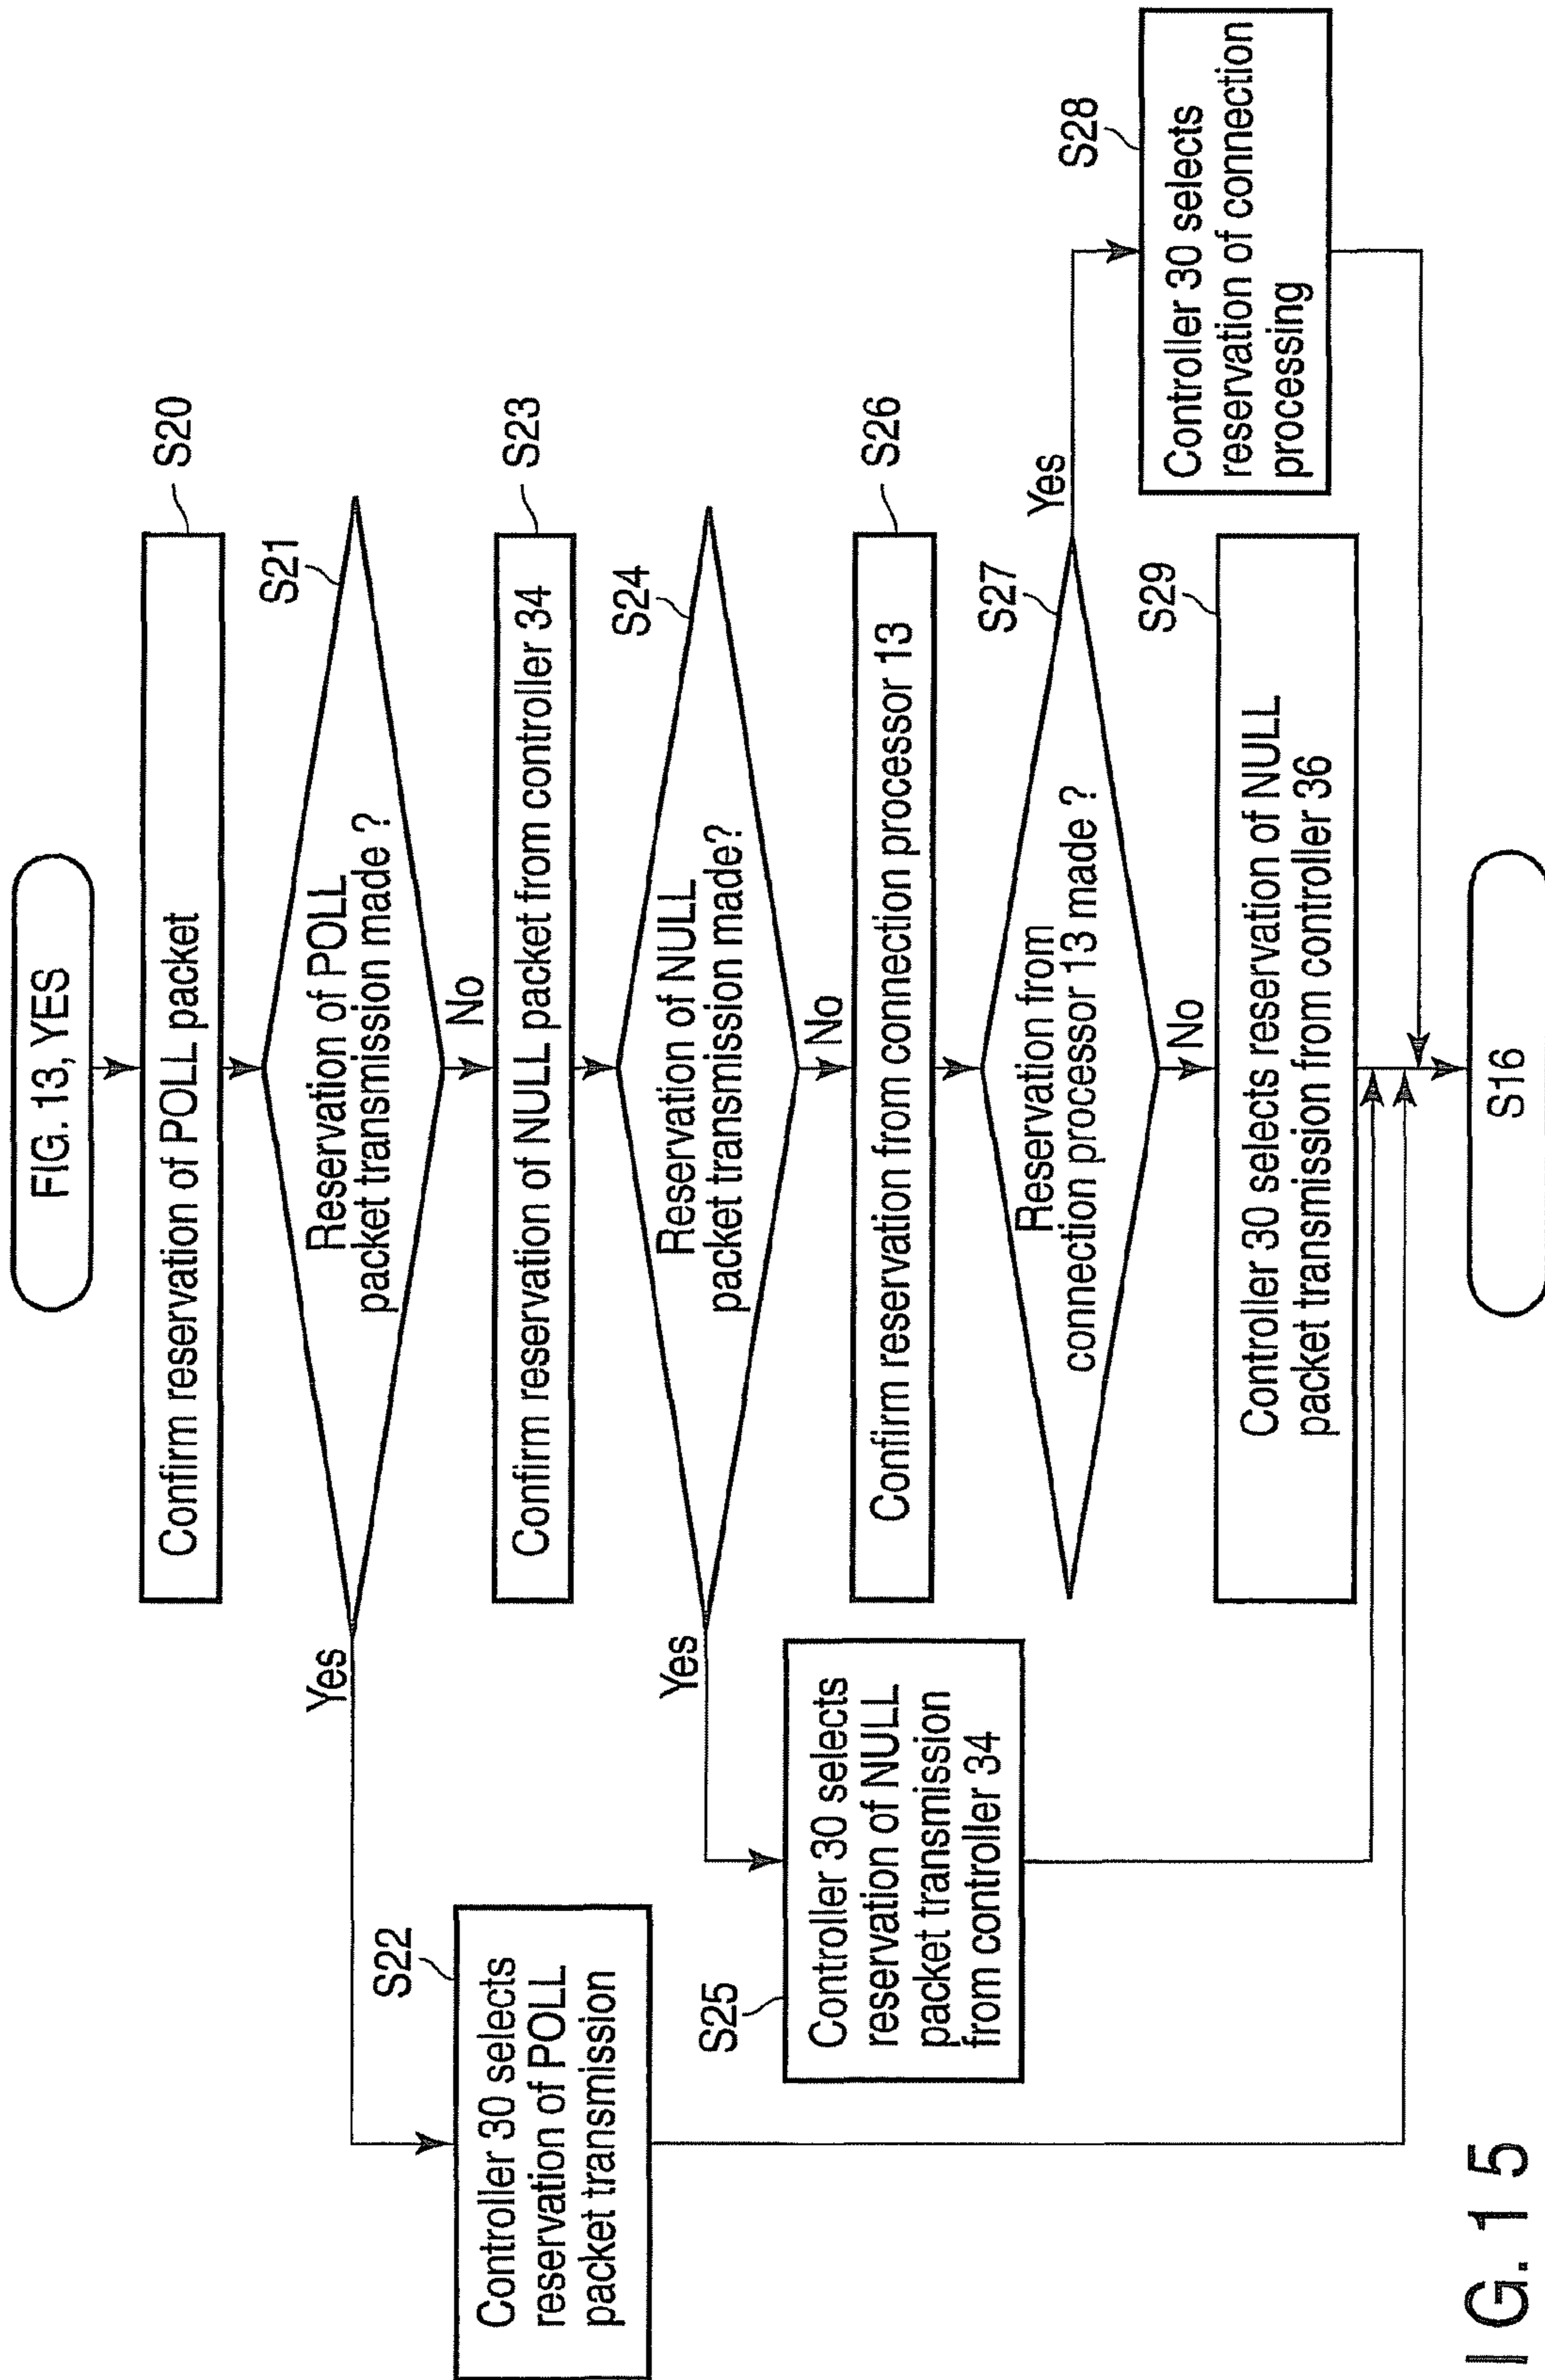 FIG. 13, YES
S20
Confirm reservation of POLL packet
S21
Reservation of POLL
packet transmission made ?
Yes
No
S22
Controller 30 selects
reservation of POLL
packet transmission
S23
Confirm reservation of NULL packet from controller 34
S24
Reservation of NULL
packet transmission made?
Yes
No
S25
Controller 30 selects
reservation of NULL
packet transmission
from controller 34
S26
Confirm reservation from connection processor 13
S27
Reservation from
connection processor 13 made ?
Yes
No
S28
Controller 30 selects
reservation of connection
processing
S29
Controller 30 selects reservation of NULL
packet transmission from controller 36
S16
I G. 1 5